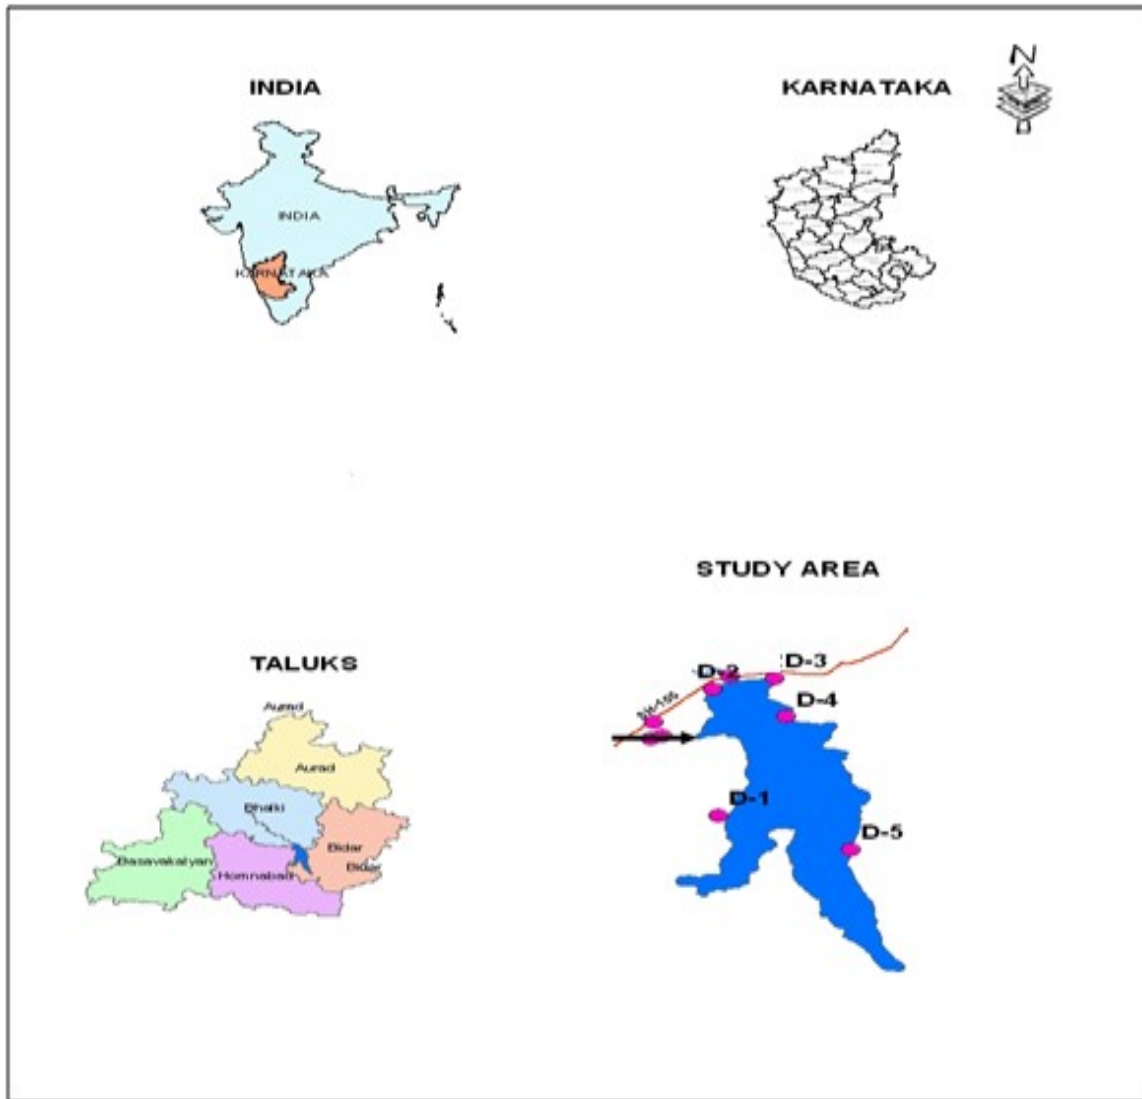 INDIA
KARNATAKA
N
INDIA
KARNATAKA
STUDY AREA
TALUKS
D-3
D-2
D-4
D-1
D-5
Aurad
Aurad
Bhalki
Bidar
Basavakalyan
Bidar
Homnabad